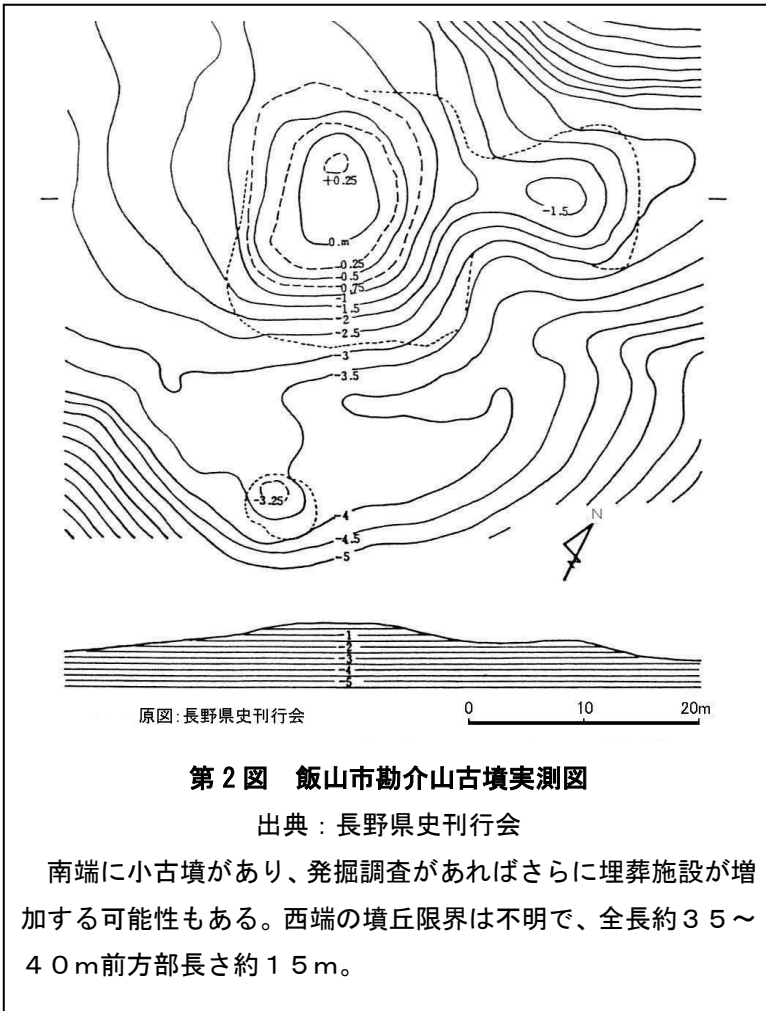 +0.25
-1.5
0.m
0.25
-0.5
0.75
-1
-1.5
-2
-2.5
-3
-3.5
-3.25
-4
-4.5
-5
N
-1
-2
-3
-4
-5
原図:長野県史刊行会
0 10 20m
第2図 飯山市勘介山古墳実測図
出典：長野県史刊行会
南端に小古墳があり、発掘調査があればさらに埋葬施設が増
加する可能性もある。西端の墳丘限界は不明で、全長約３５～
４０ｍ前方部長さ約１５ｍ。